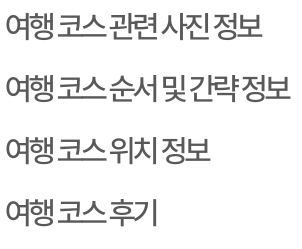 여행 코스 관련 사진 정보
여행 코스 순서 및 간략 정보
여행 코스 위치 정보
여행 코스 후기